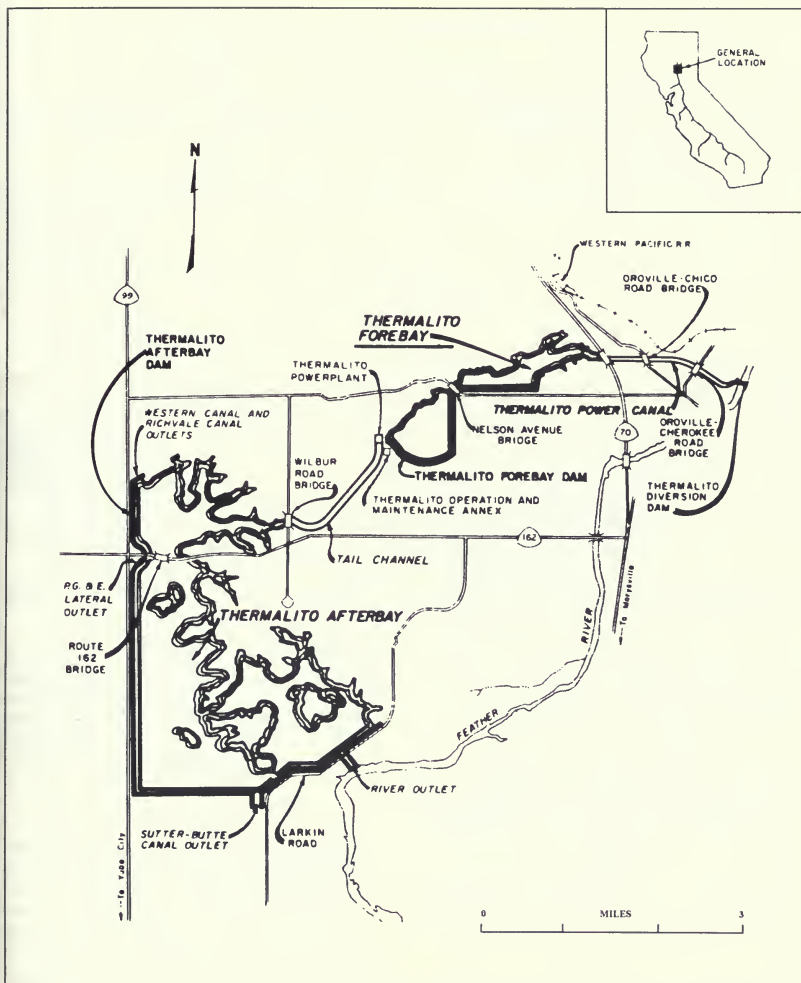 GENERAL
LOCATION
N
WESTERN PACIFIC R R
OROVILLE-CHICO
ROAD BRIDGE
99
THERMALITO
FOREBAY
THERMALITO
AFTERBAY
DAM
THERMALITO
POWERPLANT
WESTERN CANAL AND
RICHVALE CANAL
OUTLETS
THERMALITO POWER CANAL
NELSON AVENUE
BRIDGE
70
OROVILLE-
CHEROKEE
ROAD
BRIDGE
WILBUR
ROAD
BRIDGE
THERMALITO FOREBAY DAM
THERMALITO
DIVERSION
DAM
THERMALITO OPERATION AND
MAINTENANCE ANNEX
162
TAIL CHANNEL
P.G. & E.
LATERAL
OUTLET
THERMALITO AFTERBAY
ROUTE
162
BRIDGE
To Marysville
FEATHER
RIVER
RIVER OUTLET
SUTTER-BUTTE
CANAL OUTLET
LARKIN
ROAD
To Yuba City
0 MILES 3